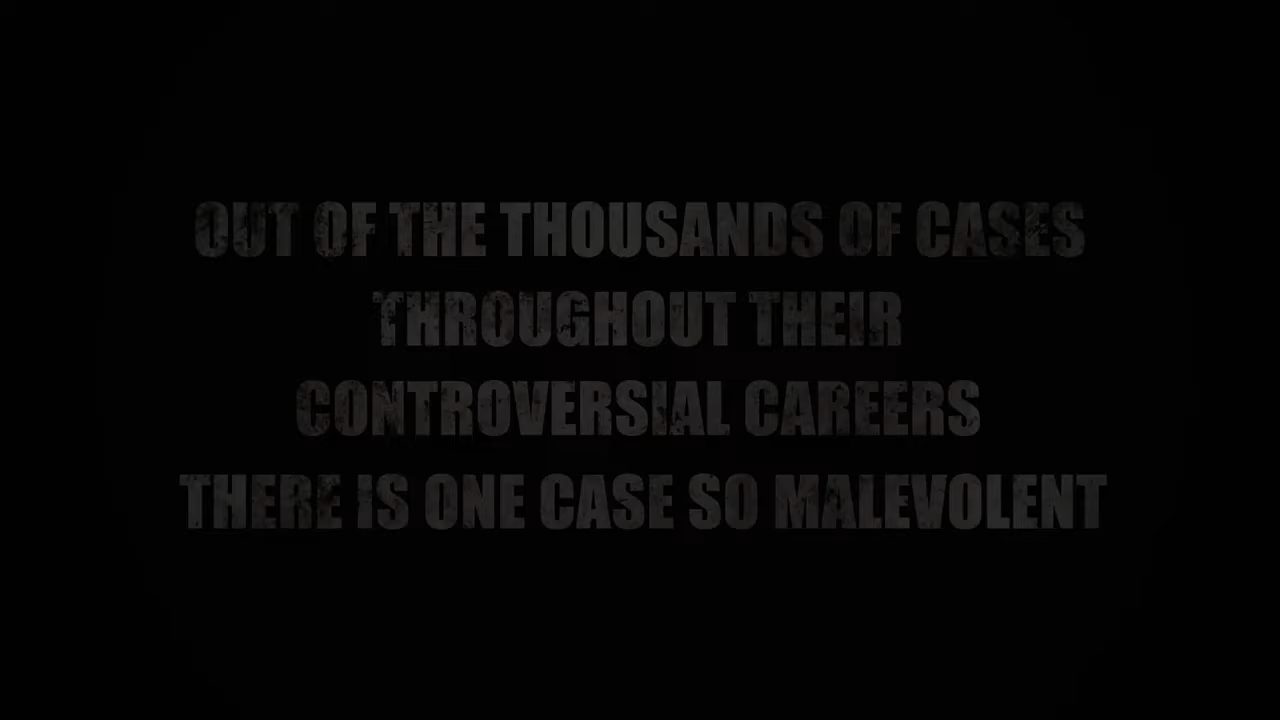 OUT OF THE THOUSANDS OF CASES
THROUGHOUT THEIR
CONTROVERSIAL CAREERS
THERE IS ONE CASE SO MALEVOLENT